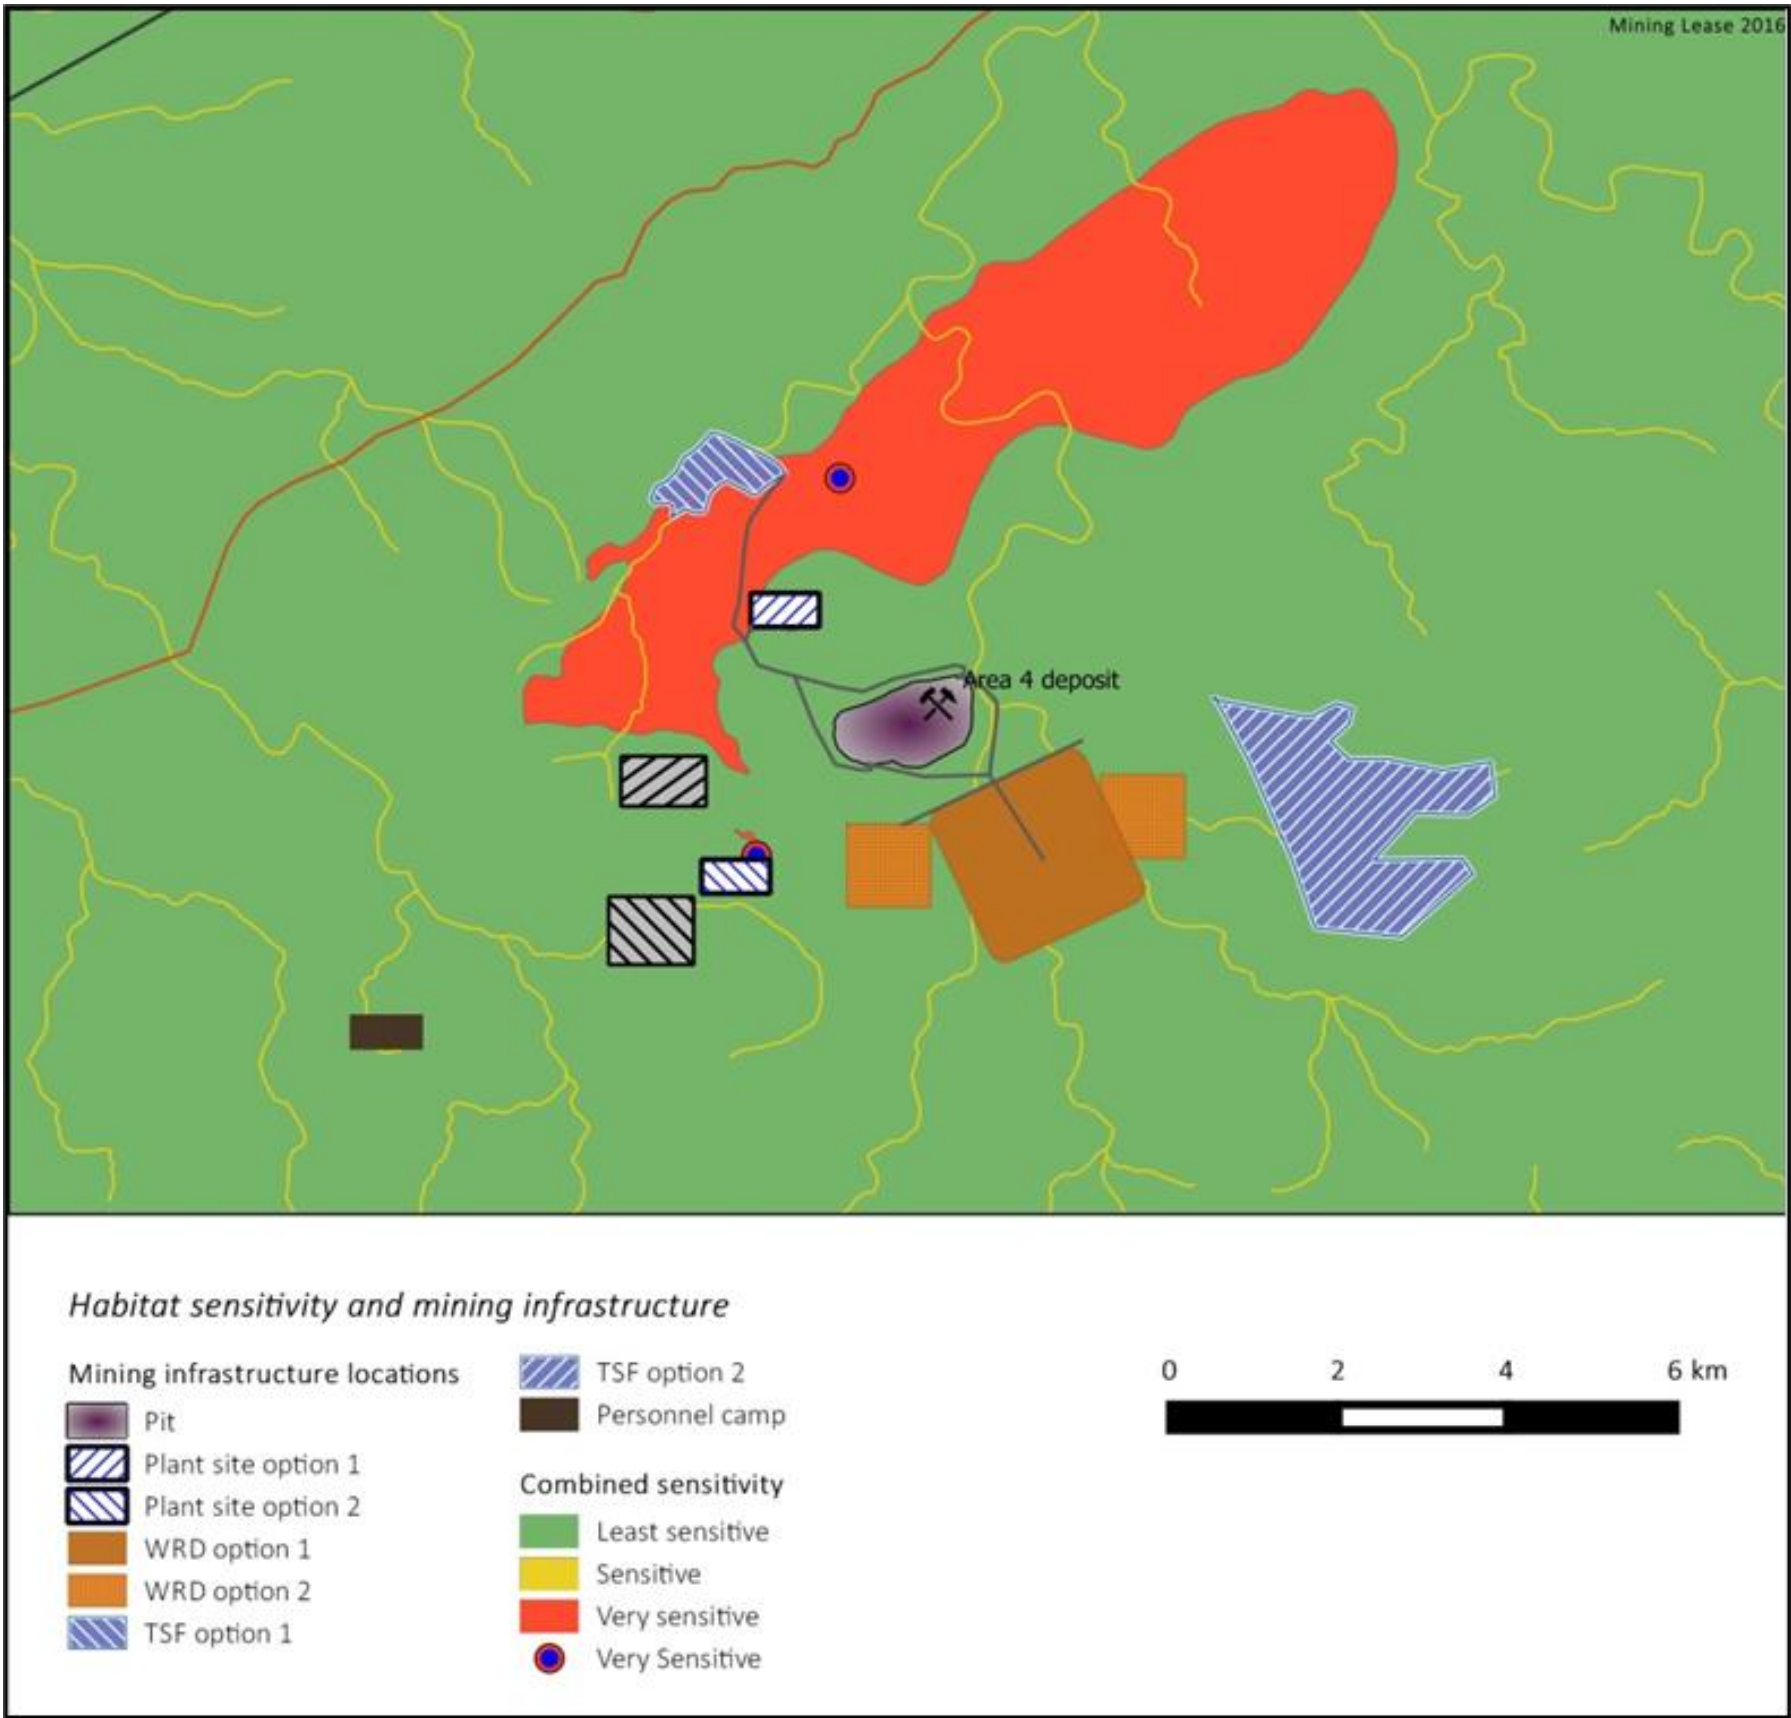 Mining Lease 2016
Area 4 deposit
Habitat sensitivity and mining infrastructure
Mining infrastructure locations
Pit
Plant site option 1
Plant site option 2
WRD option 1
WRD option 2
TSF option 1
TSF option 2
Personnel camp
Combined sensitivity
Least sensitive
Sensitive
Very sensitive
Very Sensitive
0 2 4 6 km